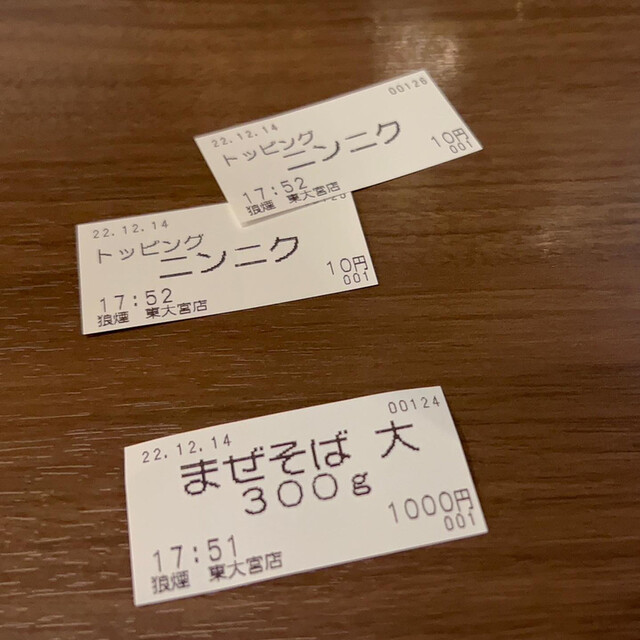 22.12.14 00126
トッピング
ニンニク
10円
001
17:52
狼煙 東大宮店
22.12.14
トッピング
ニンニク
10円
001
17:52
狼煙 東大宮店
22.12.14 00124
まぜそば 大
300g
1000円
001
17:51
狼煙 東大宮店